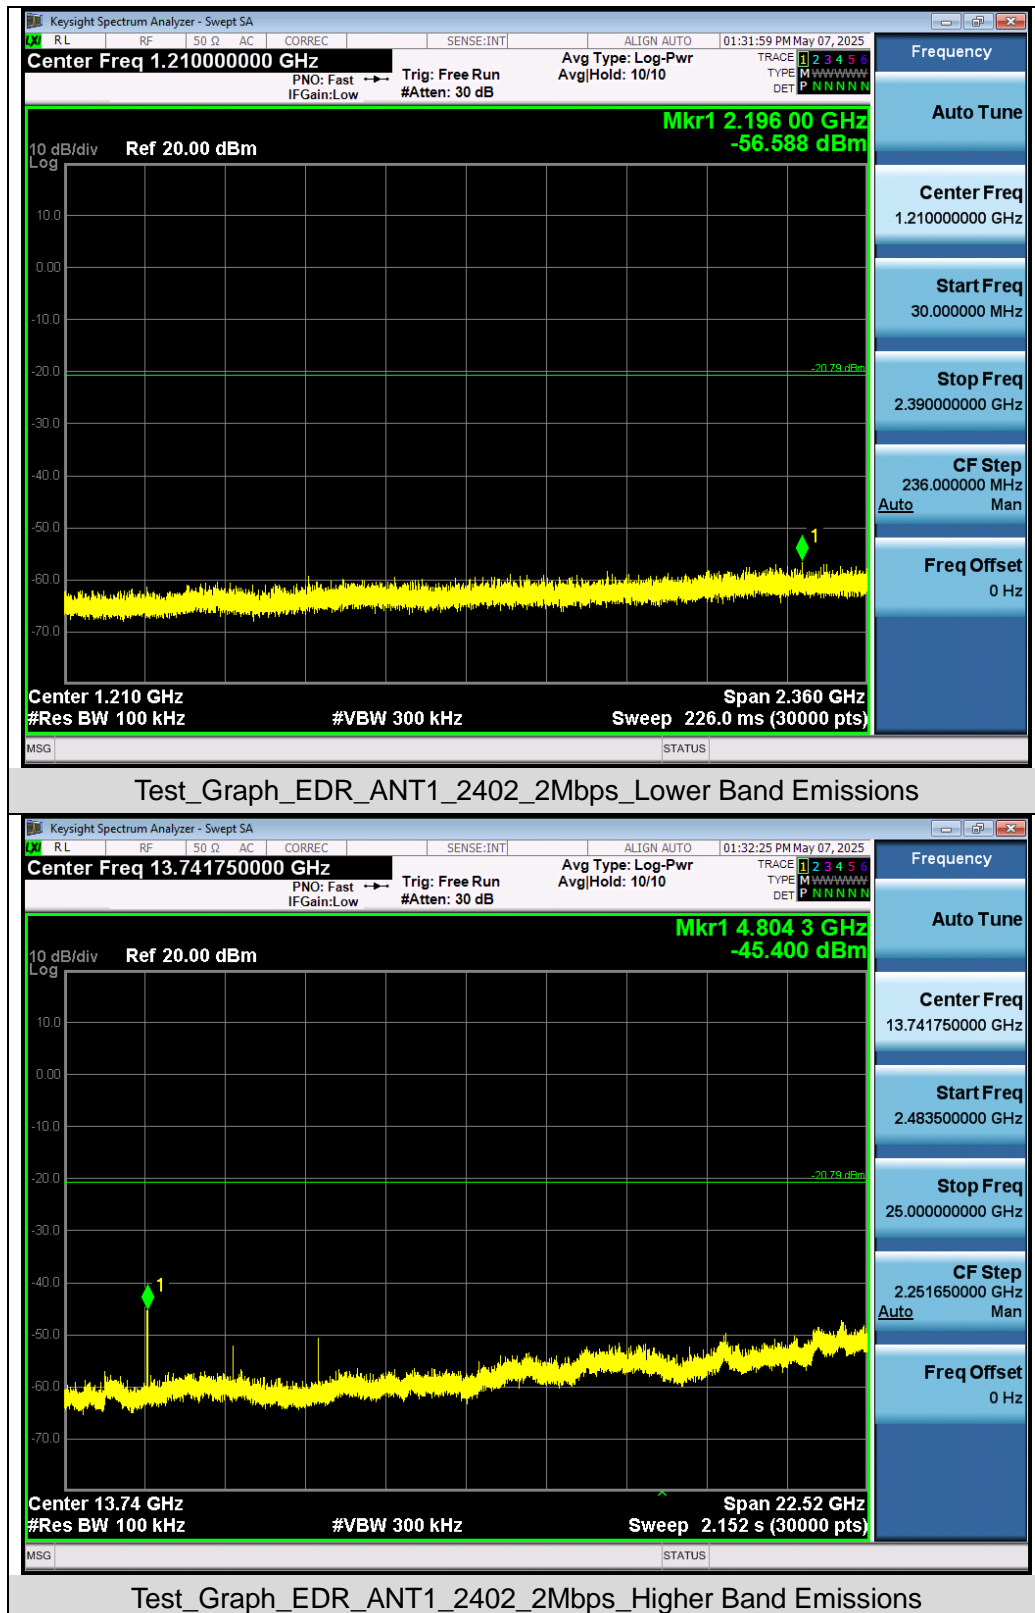 Keysight Spectrum Analyzer - Swept SA
LXI RL RF 50 Ω AC CORREC SENSE:INT ALIGN AUTO 01:31:59 PM May 07, 2025
Center Freq 1.210000000 GHz
PNO: Fast
IFGain:Low
Trig: Free Run
#Atten: 30 dB
Avg Type: Log-Pwr
Avg|Hold: 10/10
TRACE 1 2 3 4 5 6
TYPE M WWWWW
DET P N N N N N
Mkr1 2.196 00 GHz
-56.588 dBm
10 dB/div Ref 20.00 dBm
Log
10.0
0.00
-10.0
-20.0
-20.79 dBm
-30.0
-40.0
-50.0
1
-60.0
-70.0
Center 1.210 GHz Span 2.360 GHz
#Res BW 100 kHz #VBW 300 kHz Sweep 226.0 ms (30000 pts)
MSG STATUS
Frequency
Auto Tune
Center Freq
1.210000000 GHz
Start Freq
30.000000 MHz
Stop Freq
2.390000000 GHz
CF Step
236.000000 MHz
Auto Man
Freq Offset
0 Hz
Test_Graph_EDR_ANT1_2402_2Mbps_Lower Band Emissions
Keysight Spectrum Analyzer - Swept SA
LXI RL RF 50 Ω AC CORREC SENSE:INT ALIGN AUTO 01:32:25 PM May 07, 2025
Center Freq 13.741750000 GHz
PNO: Fast
IFGain:Low
Trig: Free Run
#Atten: 30 dB
Avg Type: Log-Pwr
Avg|Hold: 10/10
TRACE 1 2 3 4 5 6
TYPE M WWWWW
DET P N N N N N
Mkr1 4.804 3 GHz
-45.400 dBm
10 dB/div Ref 20.00 dBm
Log
10.0
0.00
-10.0
-20.0
-20.79 dBm
-30.0
-40.0
1
-50.0
-60.0
-70.0
Center 13.74 GHz Span 22.52 GHz
#Res BW 100 kHz #VBW 300 kHz Sweep 2.152 s (30000 pts)
MSG STATUS
Frequency
Auto Tune
Center Freq
13.741750000 GHz
Start Freq
2.483500000 GHz
Stop Freq
25.000000000 GHz
CF Step
2.251650000 GHz
Auto Man
Freq Offset
0 Hz
Test_Graph_EDR_ANT1_2402_2Mbps_Higher Band Emissions